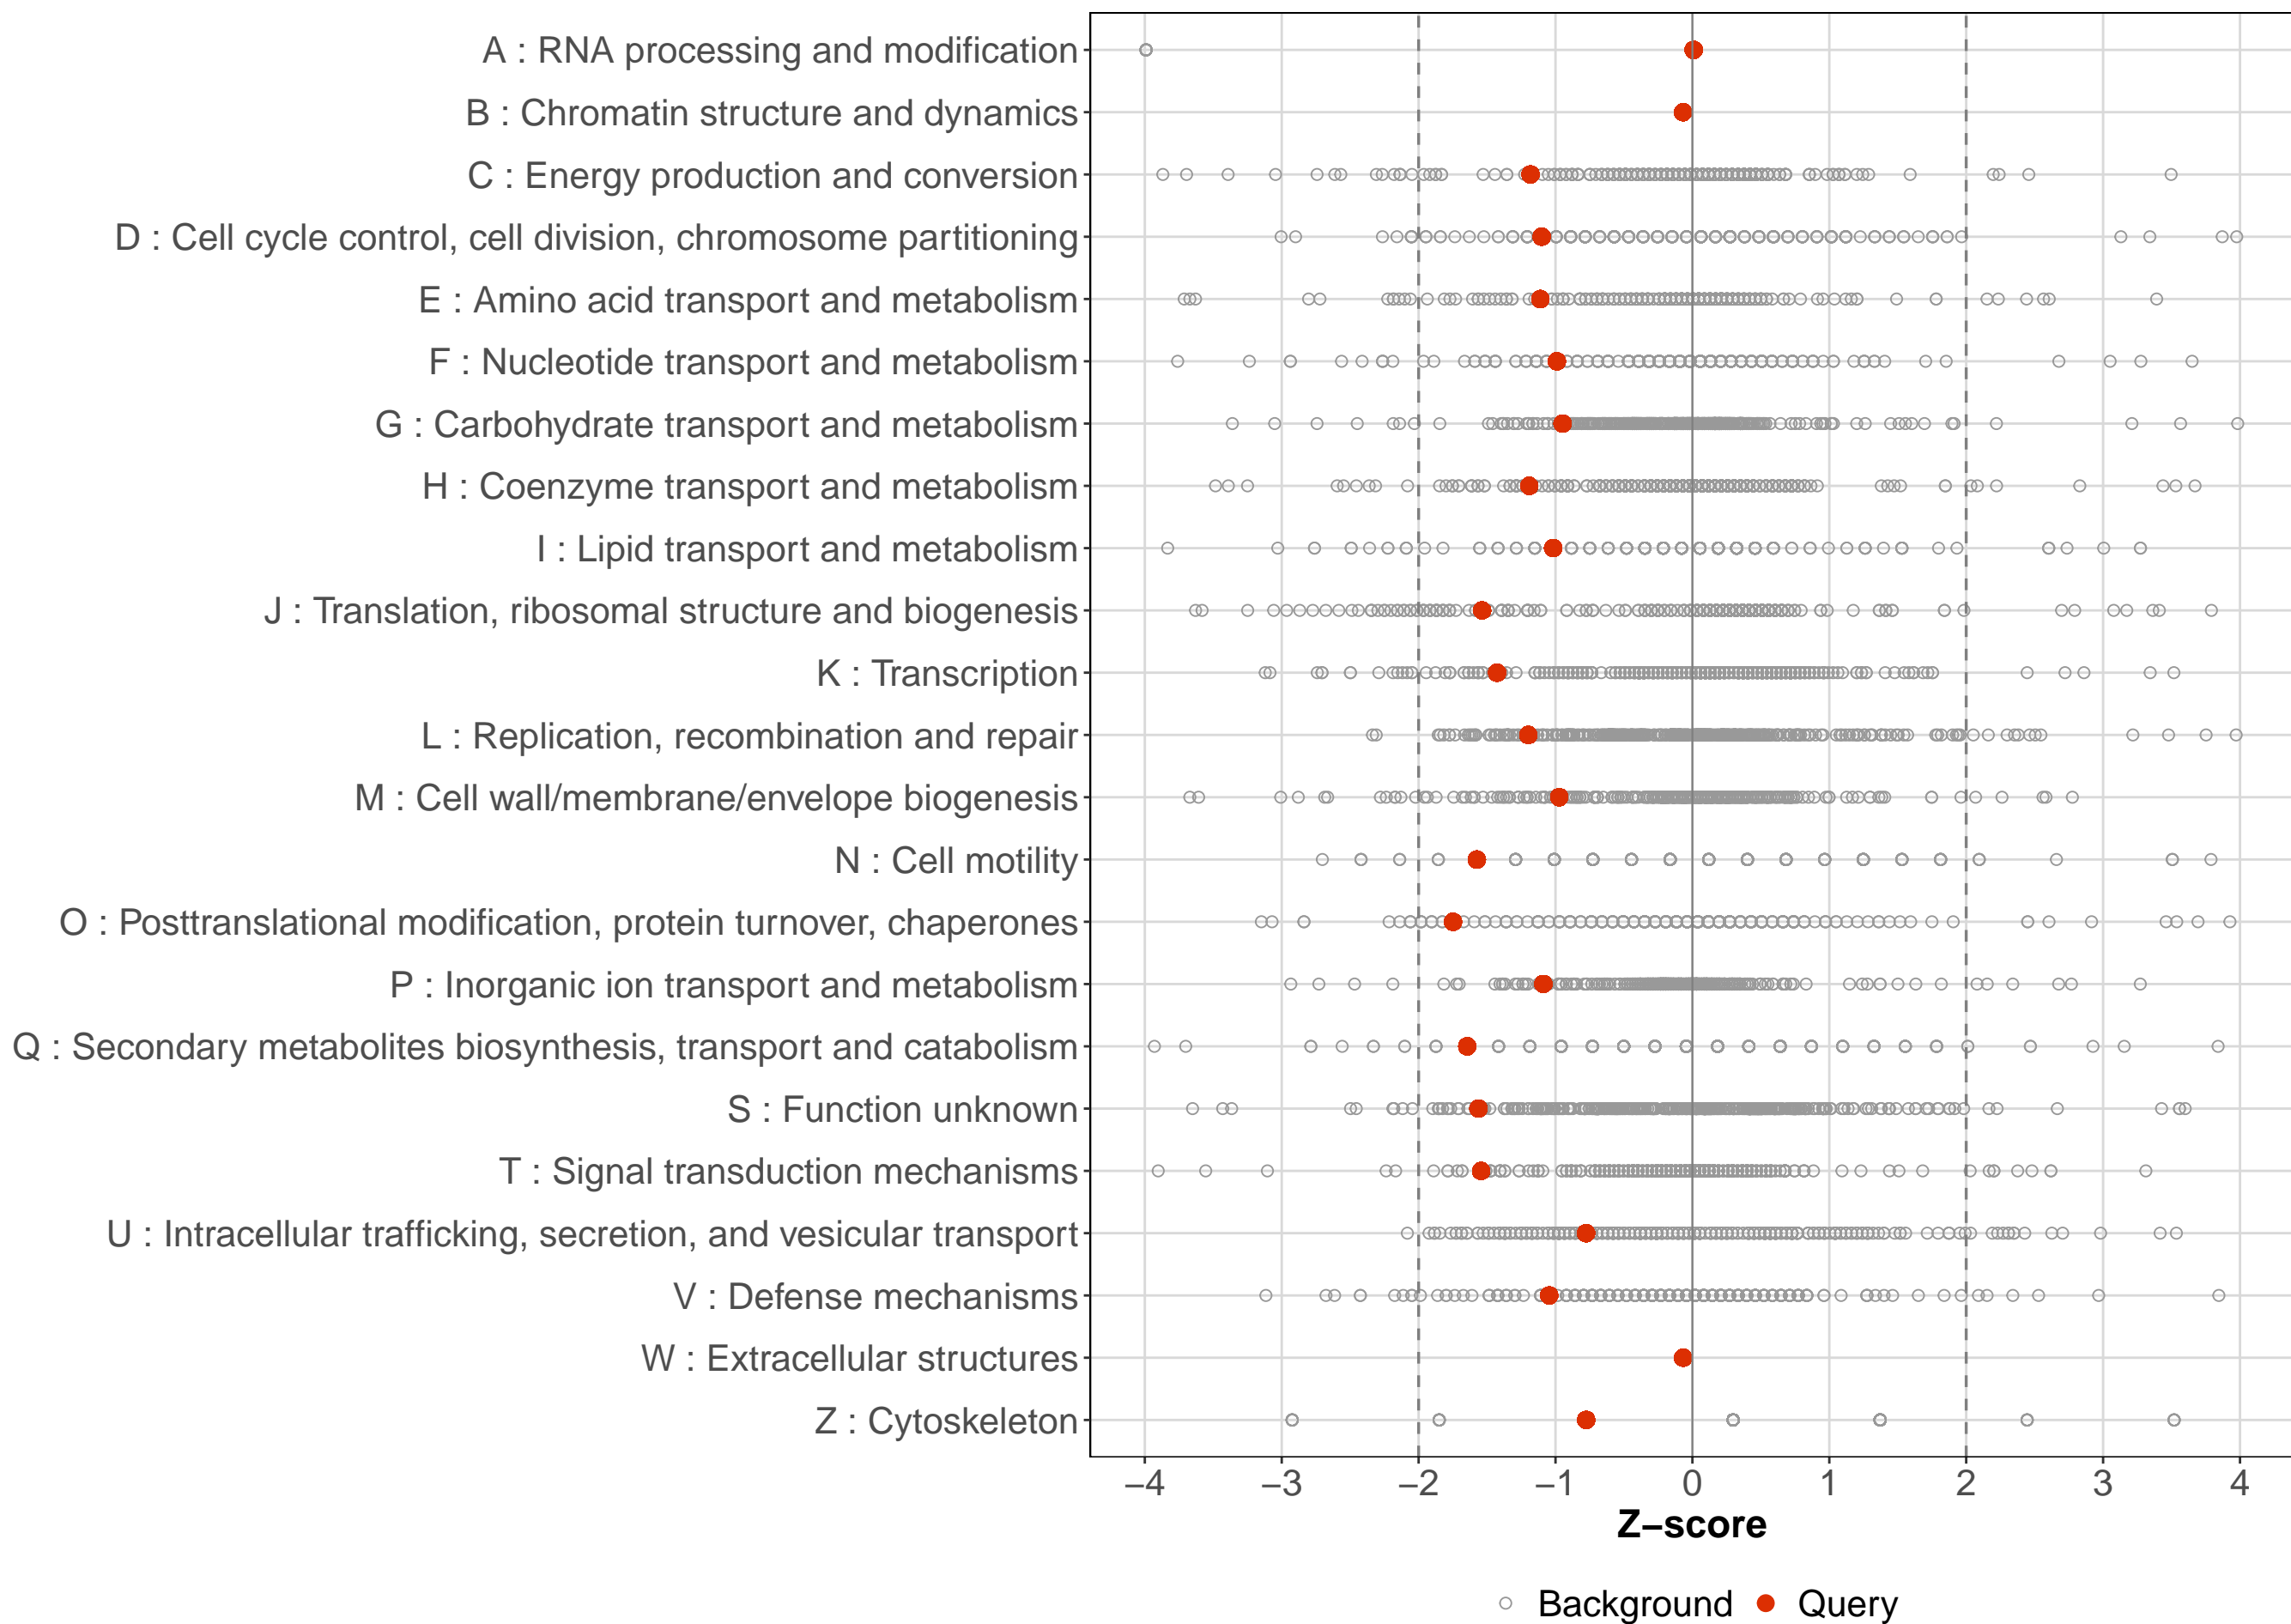 A : RNA processing and modification
B : Chromatin structure and dynamics
C : Energy production and conversion
D : Cell cycle control, cell division, chromosome partitioning
E : Amino acid transport and metabolism
F : Nucleotide transport and metabolism
G : Carbohydrate transport and metabolism
H : Coenzyme transport and metabolism
I : Lipid transport and metabolism
J : Translation, ribosomal structure and biogenesis
K : Transcription
L : Replication, recombination and repair
M : Cell wall/membrane/envelope biogenesis
N : Cell motility
O : Posttranslational modification, protein turnover, chaperones
P : Inorganic ion transport and metabolism
Q : Secondary metabolites biosynthesis, transport and catabolism
S : Function unknown
T : Signal transduction mechanisms
U : Intracellular trafficking, secretion, and vesicular transport
V : Defense mechanisms
W : Extracellular structures
Z : Cytoskeleton
−4 −3 −2 −1 0 1 2 3 4
Z−score
Background Query